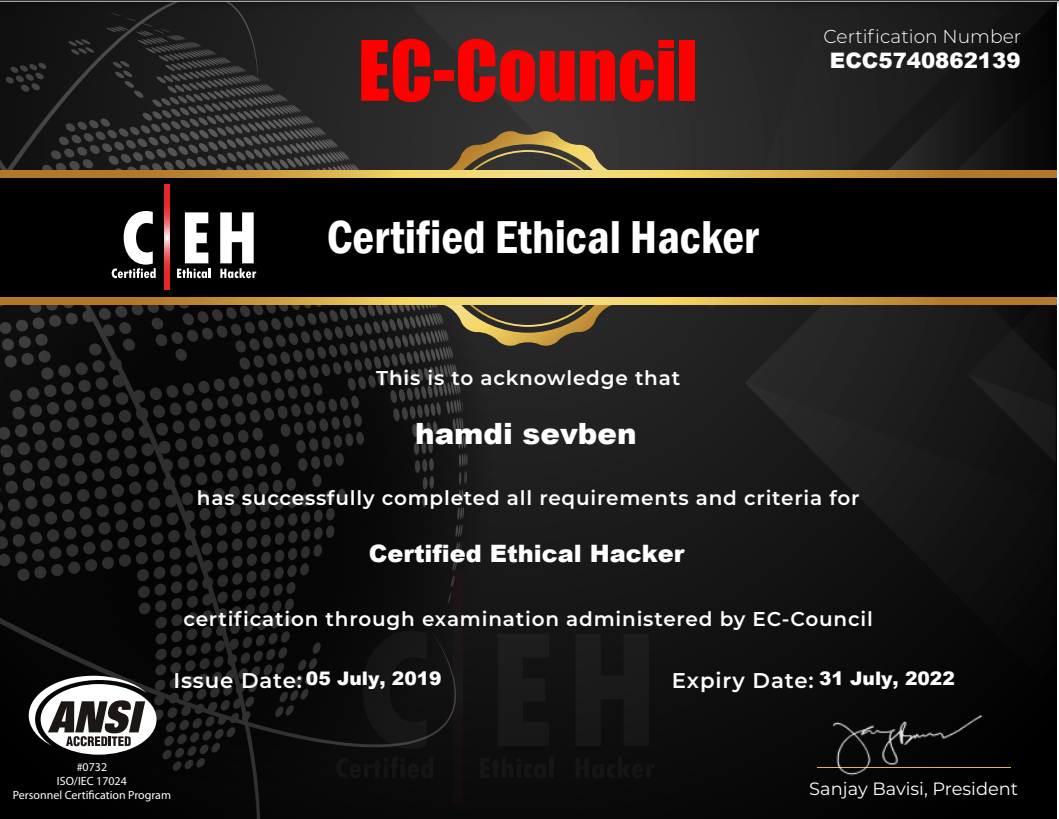 EC-Council
Certification Number
ECC5740862139
C EH
Certified Ethical Hacker
Certified Ethical Hacker
This is to acknowledge that
hamdi sevben
has successfully completed all requirements and criteria for
Certified Ethical Hacker
certification through examination administered by EC-Council
Issue Date: 05 July, 2019
Expiry Date: 31 July, 2022
C EH
Certified Ethical Hacker
ANSI
ACCREDITED
#0732
ISO/IEC 17024
Personnel Certification Program
Sanjay Bavisi, President